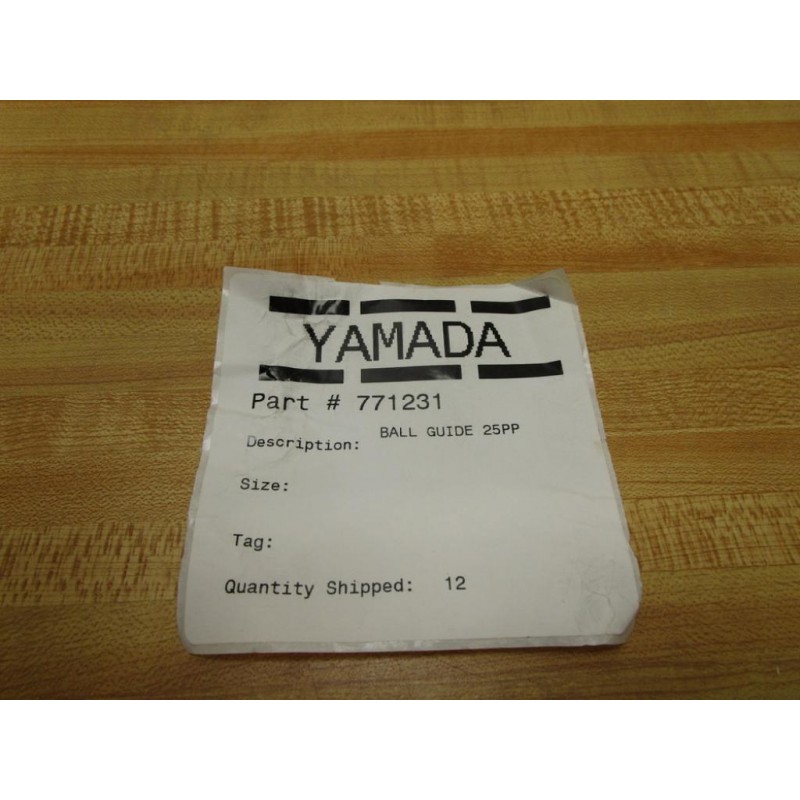 YAMADA
Part # 771231
Description: BALL GUIDE 25PP
Size:
Tag:
Quantity Shipped: 12